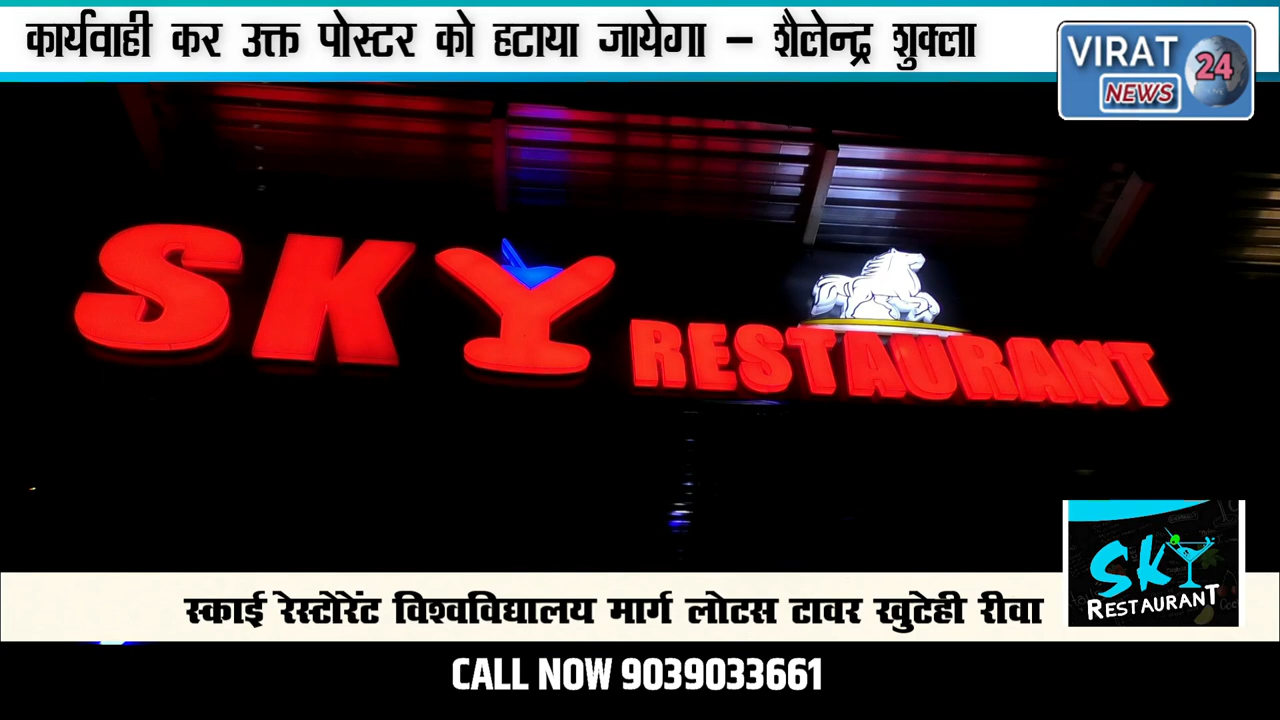 कार्यवाही कर उक्त पोस्टर को हटाया जायेगा – शैलेन्द्र शुक्ला
VIRAT
24
NEWS
SKY RESTAURANT
SKY
RESTAURANT
स्काई रेस्टोरेंट विश्वविद्यालय मार्ग लोटस टावर खुटेही रीवा
CALL NOW 9039033661